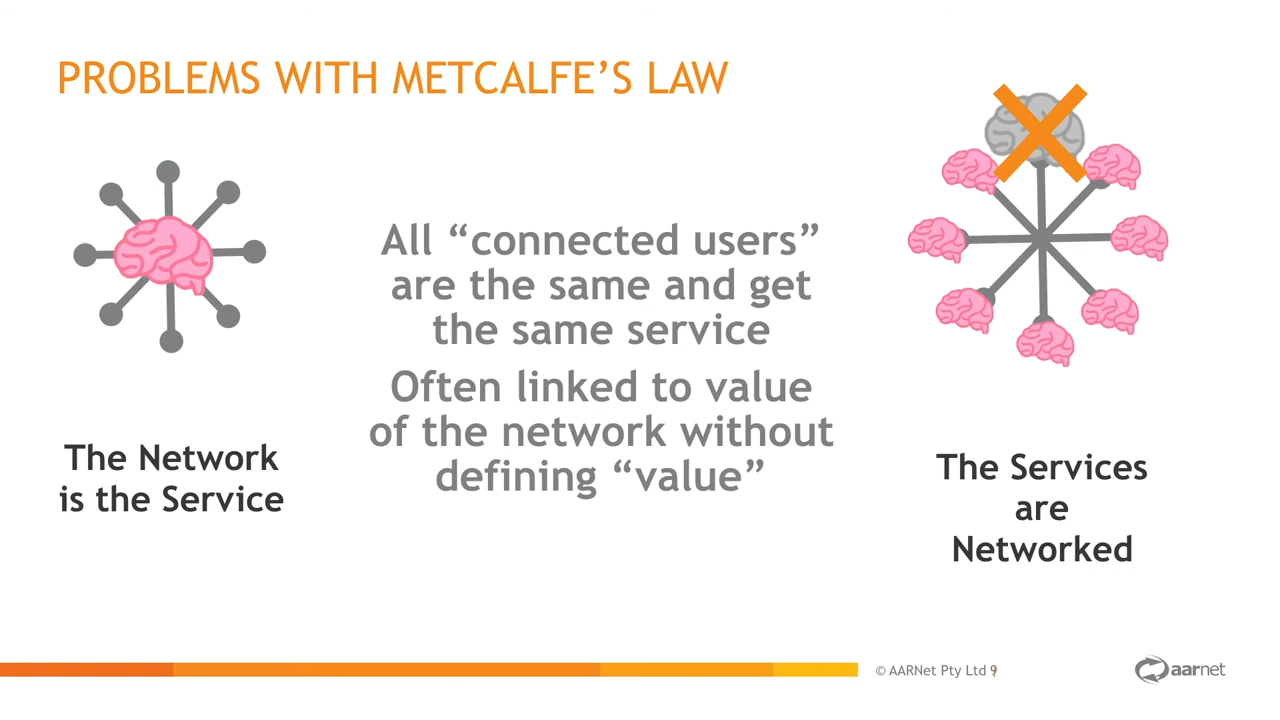 PROBLEMS WITH METCALFE’S LAW
The Network
is the Service
All “connected users”
are the same and get
the same service
Often linked to value
of the network without
defining “value”
The Services
are
Networked
© AARNet Pty Ltd 9
aarnet